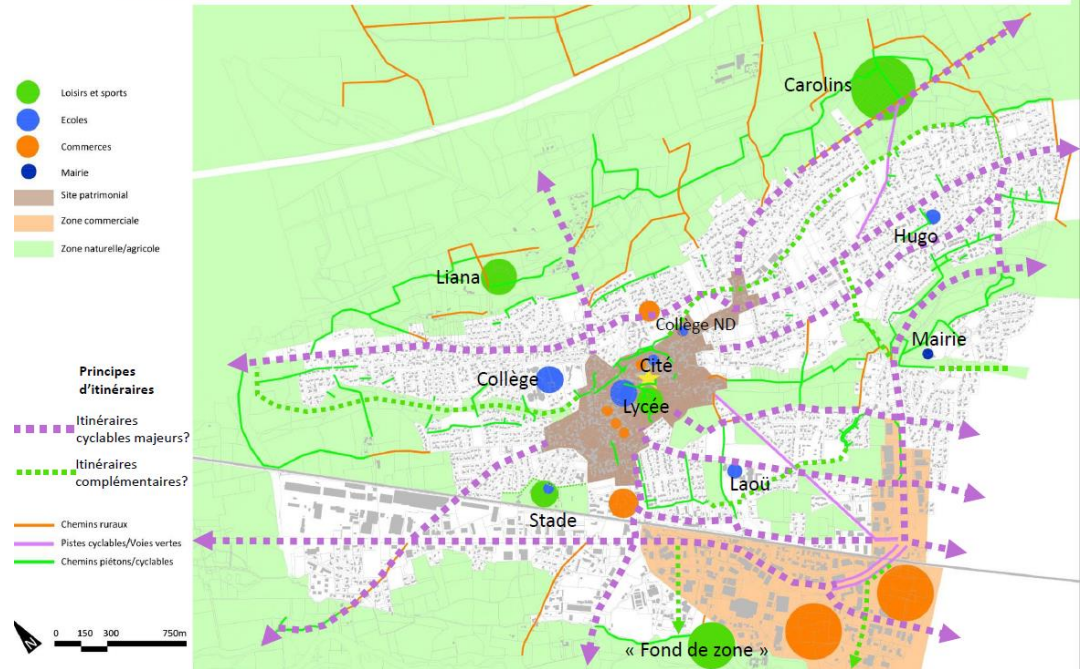 Loisirs et sports
Ecoles
Commerces
Mairie
Site patrimonial
Zone commerciale
Zone naturelle/agricole
Principes
d'itinéraires
Itinéraires
cyclables majeurs?
Itinéraires
complémentaires?
Chemins ruraux
Pistes cyclables/Voies vertes
Chemins piétons/cyclables
N
0 150 300 750m
Carolins
Hugo
Liana
Collège ND
Mairie
Cité
Collège
Lycée
Laoü
Stade
« Fond de zone »